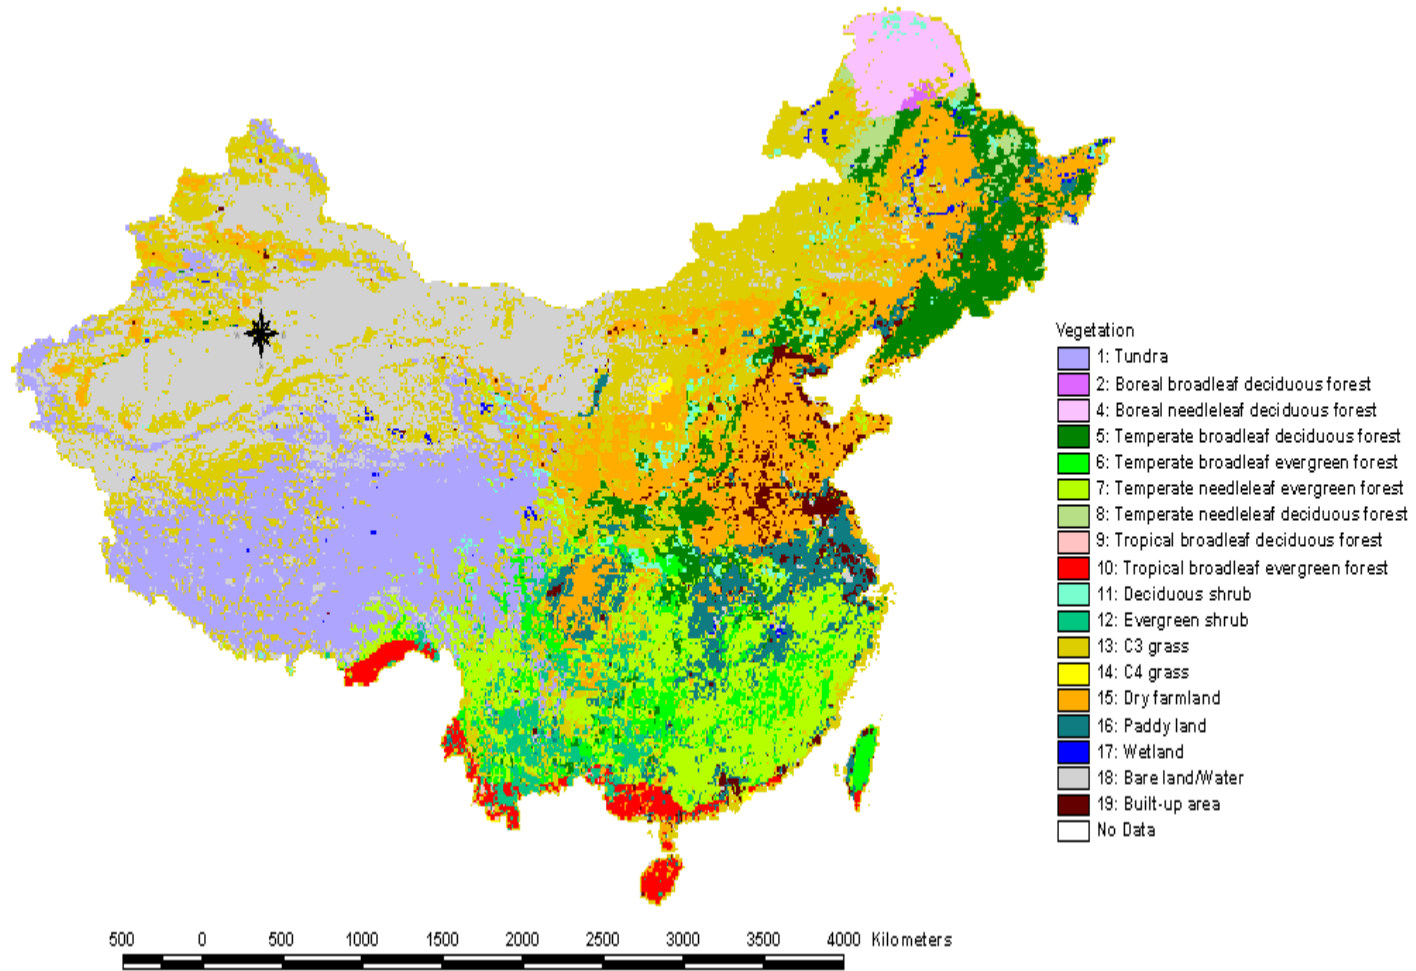 Vegetation
1: Tundra
2: Boreal broadleaf deciduous forest
4: Boreal needleleaf deciduous forest
5: Temperate broadleaf deciduous forest
6: Temperate broadleaf evergreen forest
7: Temperate needleleaf evergreen forest
8: Temperate needleleaf deciduous forest
9: Tropical broadleaf deciduous forest
10: Tropical broadleaf evergreen forest
11: Deciduous shrub
12: Evergreen shrub
13: C3 grass
14: C4 grass
15: Dry farmland
16: Paddy land
17: Wetland
18: Bare land/Water
19: Built-up area
No Data
500 0 500 1000 1500 2000 2500 3000 3500 4000 Kilometers